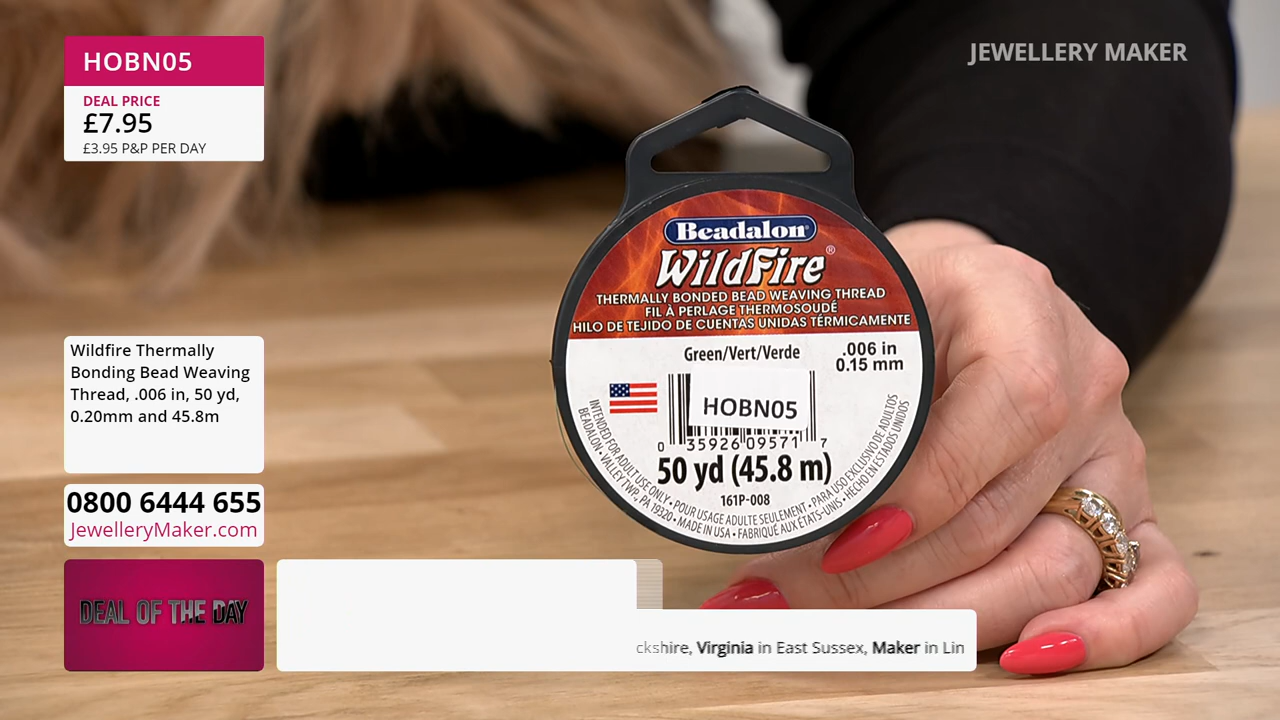 HOBN05
DEAL PRICE
£7.95
£3.95 P&P PER DAY
JEWELLERY MAKER
Beadalon®
WildFire®
THERMALLY BONDED BEAD WEAVING THREAD
FIL À PERLAGE THERMOSOUDÉ
HILO DE TEJIDO DE CUENTAS UNIDAS TÉRMICAMENTE
Green/Vert/Verde
.006 in
0.15 mm
HOBN05
0 35926 09571 7
50 yd (45.8 m)
161P-008
INTENDED FOR ADULT USE ONLY • POUR USAGE ADULTE SEULEMENT • PARA USO EXCLUSIVO DE ADULTOS
BEADALON • VALLEY TWP, PA 19320 • MADE IN USA • FABRIQUÉ AUX ÉTATS-UNIS • HECHO EN ESTADOS UNIDOS
Wildfire Thermally
Bonding Bead Weaving
Thread, .006 in, 50 yd,
0.20mm and 45.8m
0800 6444 655
JewelleryMaker.com
DEAL OF THE DAY
ckshire, Virginia in East Sussex, Maker in Lin